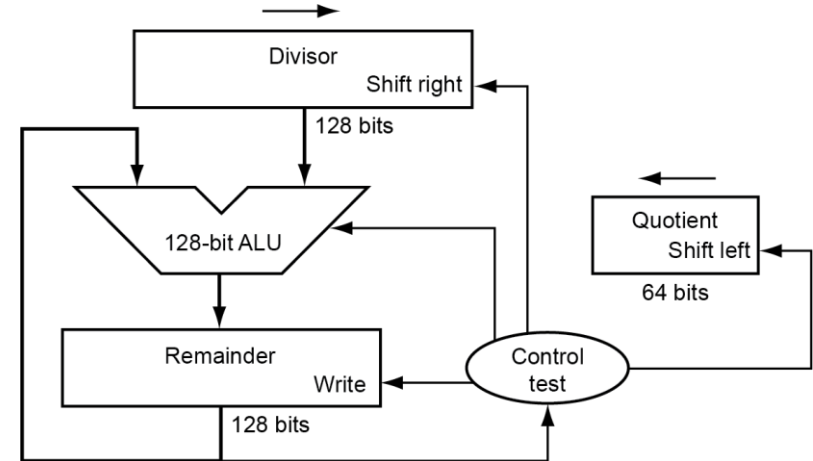 Divisor
Shift right
128 bits
128-bit ALU
Quotient
Shift left
64 bits
Remainder
Write
Control
test
128 bits